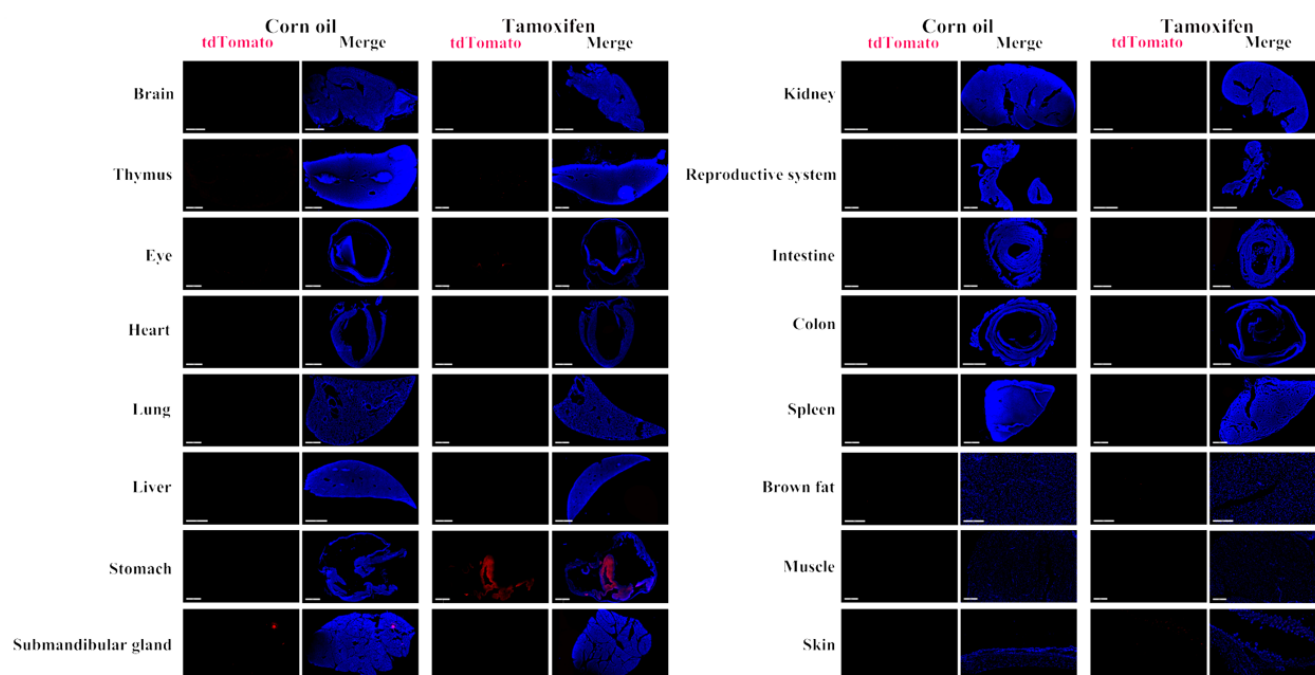 Corn oil
Tamoxifen
tdTomato
Merge
tdTomato
Merge
Brain
Thymus
Eye
Heart
Lung
Liver
Stomach
Submandibular gland
Corn oil
Tamoxifen
tdTomato
Merge
tdTomato
Merge
Kidney
Reproductive system
Intestine
Colon
Spleen
Brown fat
Muscle
Skin